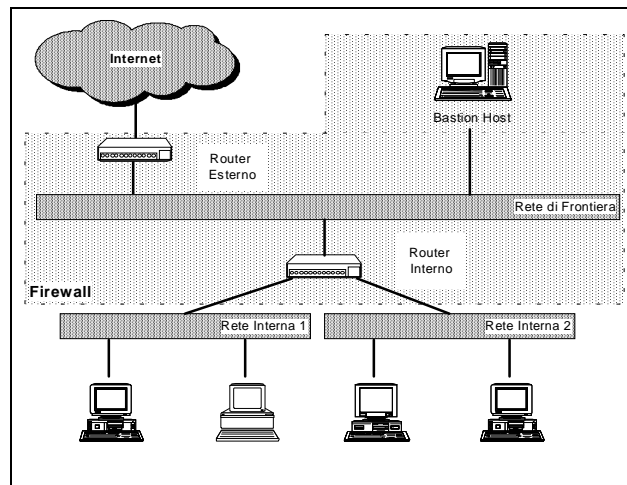 Internet
Bastion Host
Router
Esterno
Rete di Frontiera
Router
Interno
Firewall
Rete Interna 1
Rete Interna 2